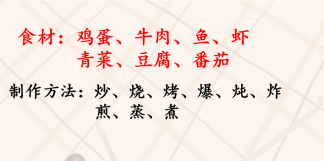 食材：鸡蛋、牛肉、鱼、虾
青菜、豆腐、番茄
制作方法：炒、烧、烤、爆、炖、炸
煎、蒸、煮